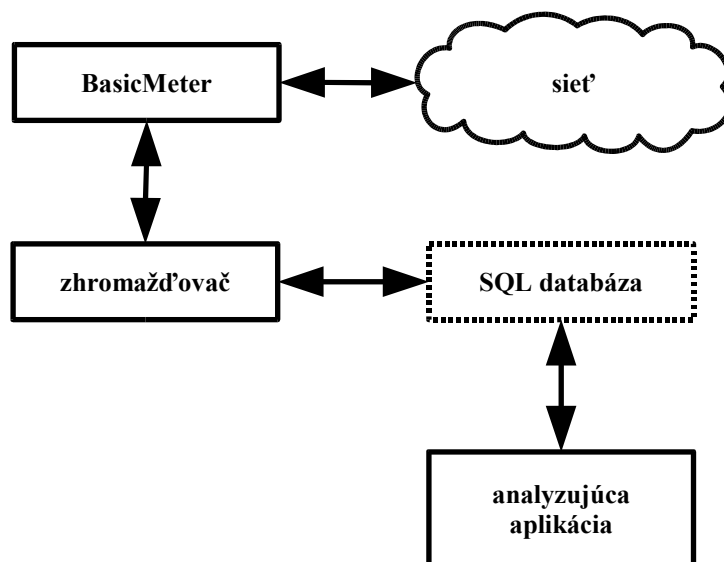 BasicMeter
sieť
zhromažďovač
SQL databáza
analyzujúca
aplikácia